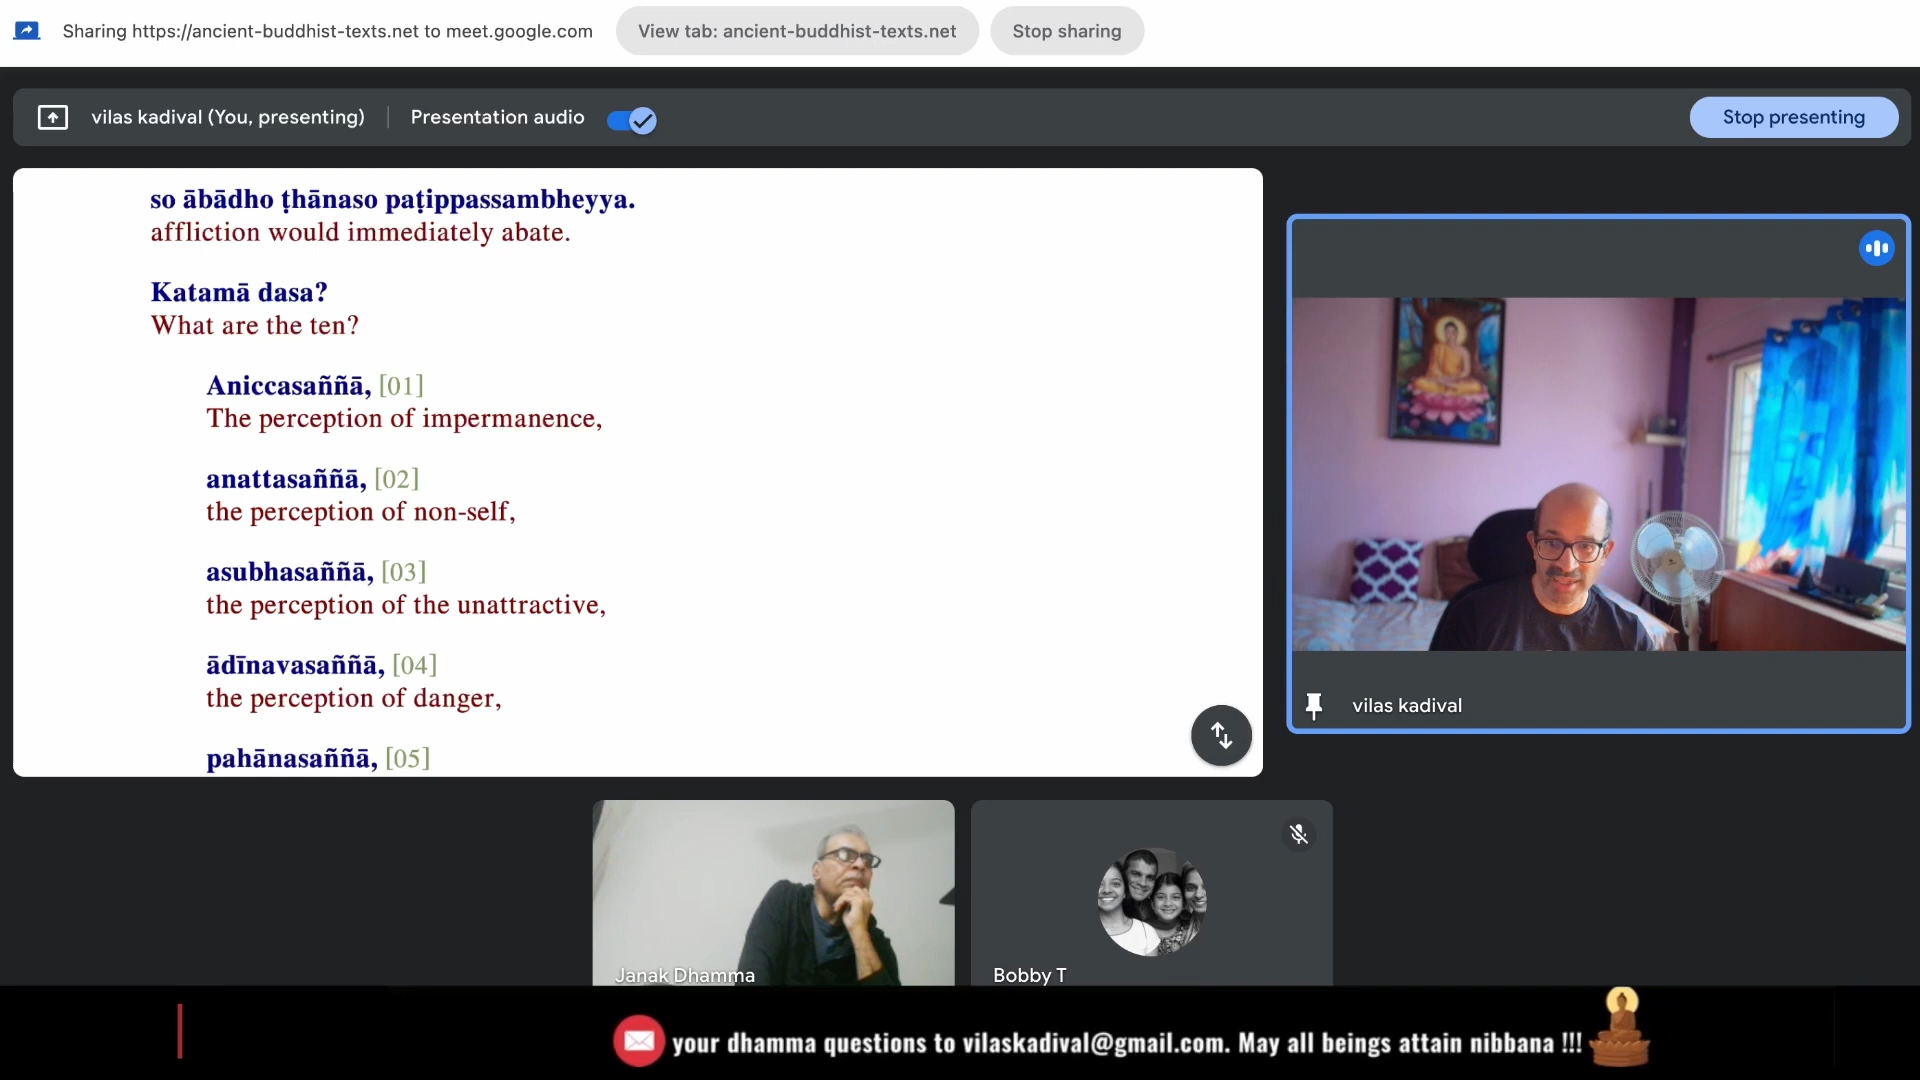 Sharing https://ancient-buddhist-texts.net to meet.google.com
View tab: ancient-buddhist-texts.net
Stop sharing
vilas kadival (You, presenting)
Presentation audio
Stop presenting
so ābādho ṭhānaso paṭippassambheyya.
affliction would immediately abate.
Katamā dasa?
What are the ten?
Aniccasaññā, [01]
The perception of impermanence,
anattasaññā, [02]
the perception of non-self,
asubhasaññā, [03]
the perception of the unattractive,
ādīnavasaññā, [04]
the perception of danger,
pahānasaññā, [05]
vilas kadival
Janak Dhamma
Bobby T
your dhamma questions to vilaskadival@gmail.com. May all beings attain nibbana !!!